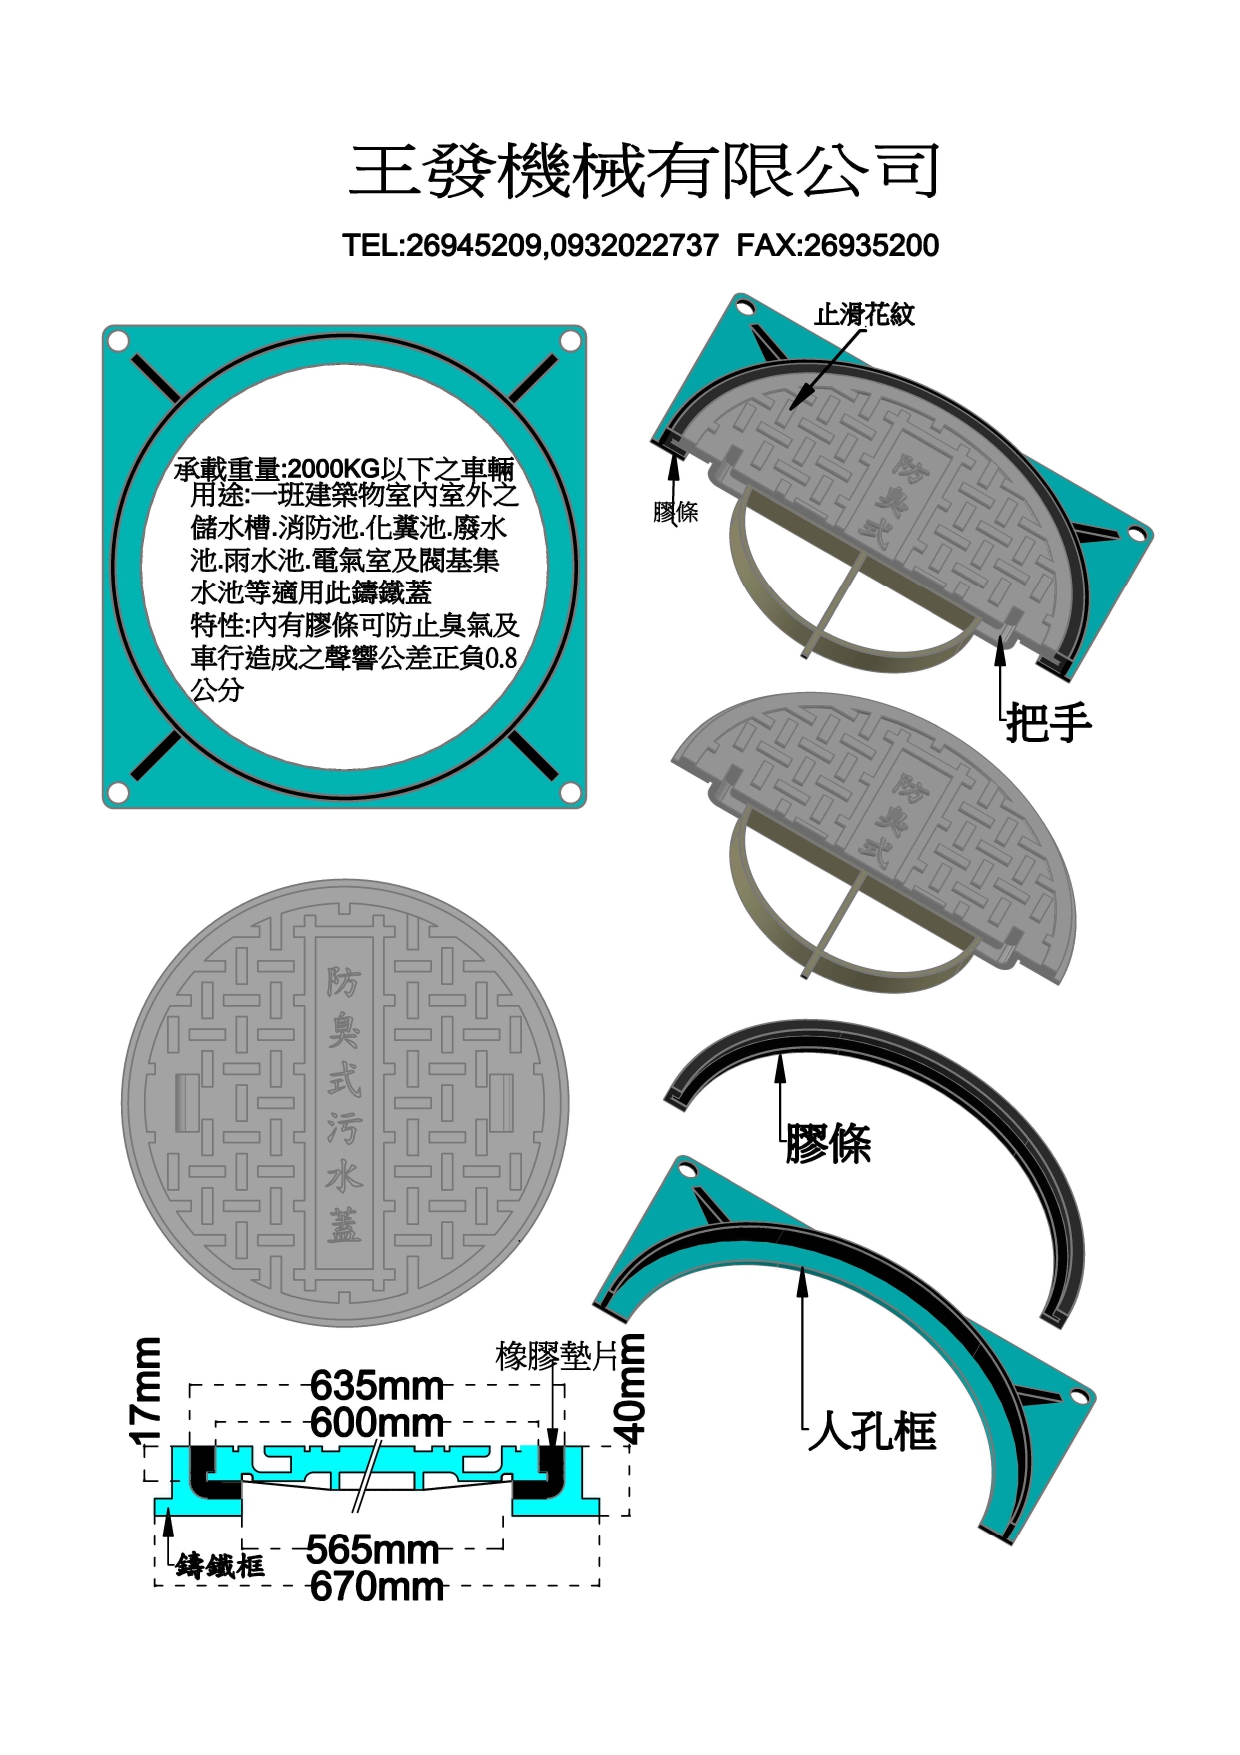 王發機械有限公司
TEL:26945209,0932022737 FAX:26935200
止滑花紋
承載重量:2000KG以下之車輛
用途:一班建築物室內室外之
儲水槽.消防池.化糞池.廢水
池.雨水池.電氣室及閥基集
水池等適用此鑄鐵蓋
特性:內有膠條可防止臭氣及
車行造成之聲響公差正負0.8
公分
防臭式
膠條
把手
防臭式
防臭式污水蓋
膠條
人孔框
橡膠墊片
17mm
635mm
600mm
40mm
565mm
670mm
鑄鐵框